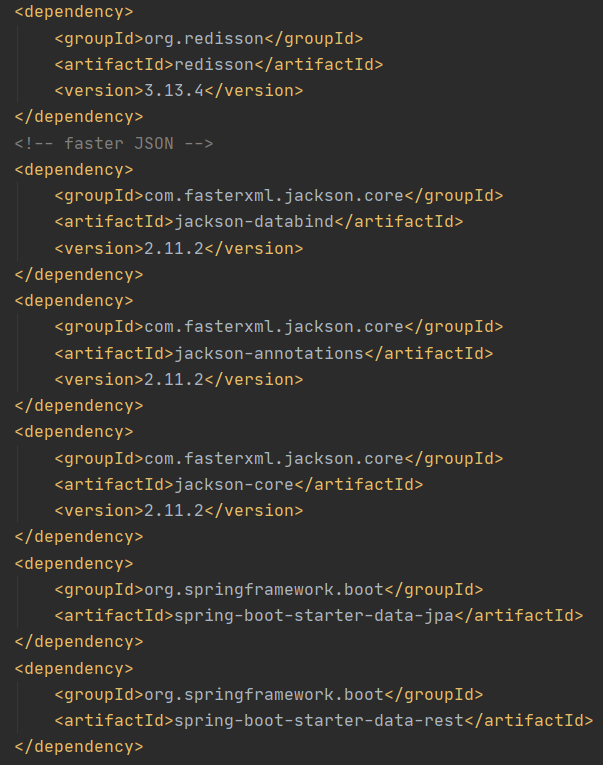 <dependency>
    <groupId>org.redisson</groupId>
    <artifactId>redisson</artifactId>
    <version>3.13.4</version>
</dependency>
<!-- faster JSON -->
<dependency>
    <groupId>com.fasterxml.jackson.core</groupId>
    <artifactId>jackson-databind</artifactId>
    <version>2.11.2</version>
</dependency>
<dependency>
    <groupId>com.fasterxml.jackson.core</groupId>
    <artifactId>jackson-annotations</artifactId>
    <version>2.11.2</version>
</dependency>
<dependency>
    <groupId>com.fasterxml.jackson.core</groupId>
    <artifactId>jackson-core</artifactId>
    <version>2.11.2</version>
</dependency>
<dependency>
    <groupId>org.springframework.boot</groupId>
    <artifactId>spring-boot-starter-data-jpa</artifactId>
</dependency>
<dependency>
    <groupId>org.springframework.boot</groupId>
    <artifactId>spring-boot-starter-data-rest</artifactId>
</dependency>